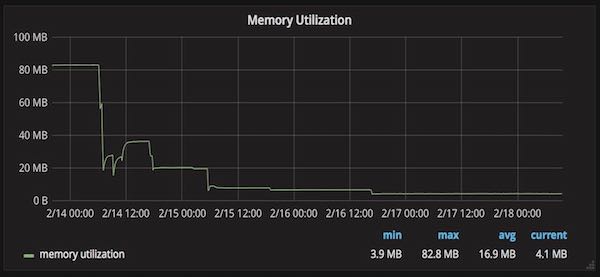 Memory Utilization
100 MB
80 MB
60 MB
40 MB
20 MB
0 B
2/14 00:00 2/14 12:00 2/15 00:00 2/15 12:00 2/16 00:00 2/16 12:00 2/17 00:00 2/17 12:00 2/18 00:00
min max avg current
memory utilization 3.9 MB 82.8 MB 16.9 MB 4.1 MB